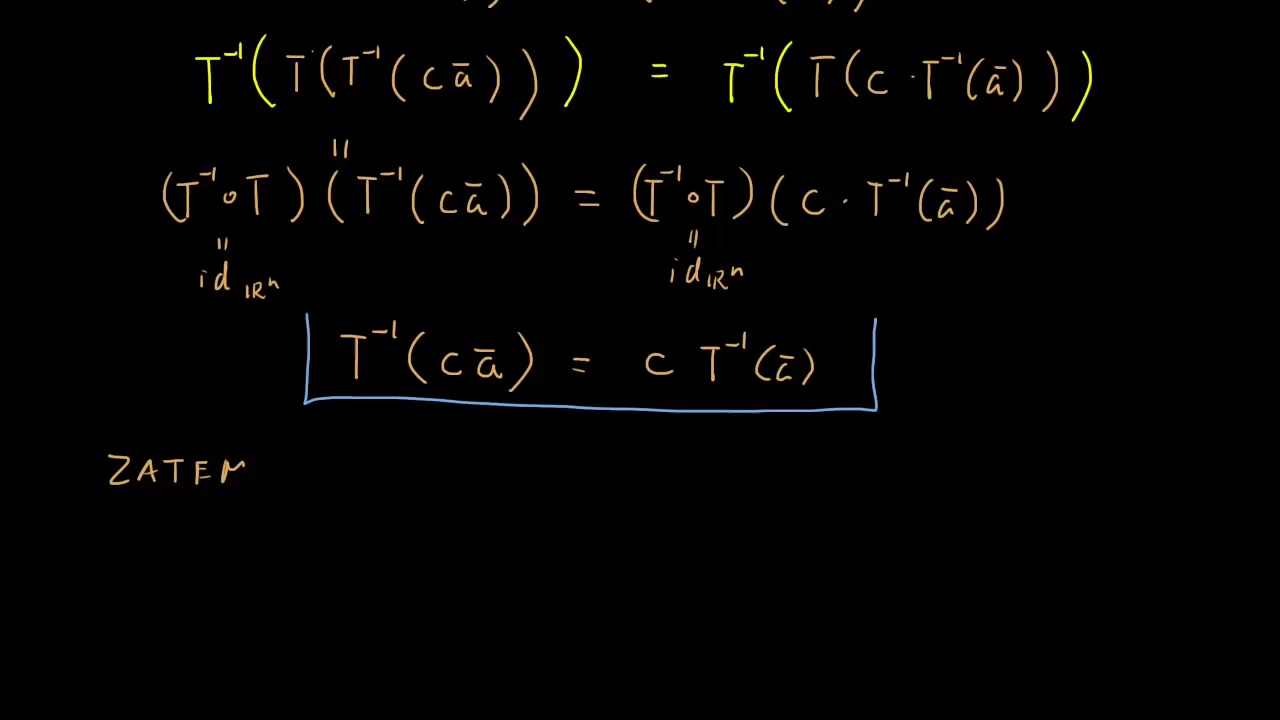 T⁻¹(T(T⁻¹(cā))) = T⁻¹(T(c·T⁻¹(ā)))
(T⁻¹∘T)(T⁻¹(cā)) = (T⁻¹∘T)(c·T⁻¹(ā))
id_ℝⁿ id_ℝⁿ
T⁻¹(cā) = c T⁻¹(ā)
ZATEM